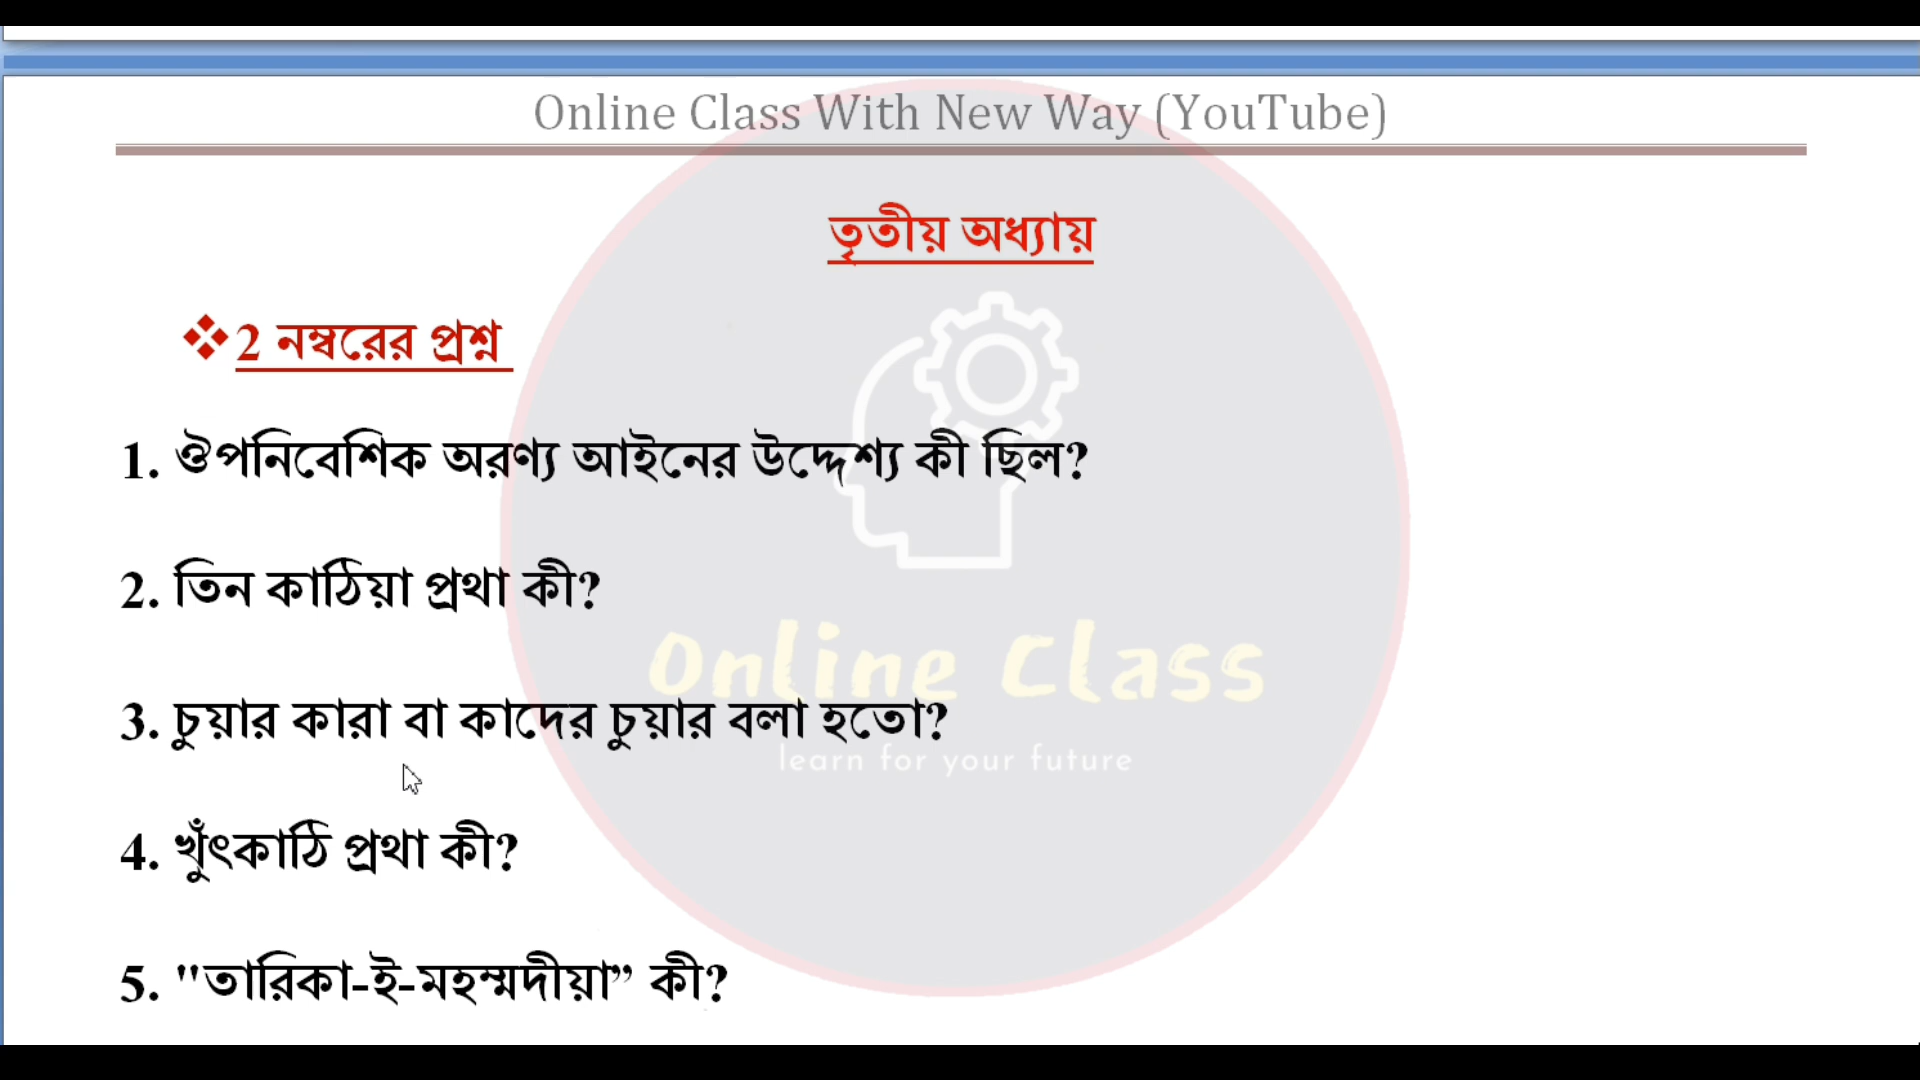 Online Class With New Way (YouTube)
তৃতীয় অধ্যায়
❖2 নম্বরের প্রশ্ন
1. ঔপনিবেশিক অরণ্য আইনের উদ্দেশ্য কী ছিল?
2. তিন কাঠিয়া প্রথা কী?
Online Class
3. চুয়ার কারা বা কাদের চুয়ার বলা হতো?
learn for your future
4. খুঁৎকাঠি প্রথা কী?
5. "তারিকা-ই-মহম্মদীয়া” কী?